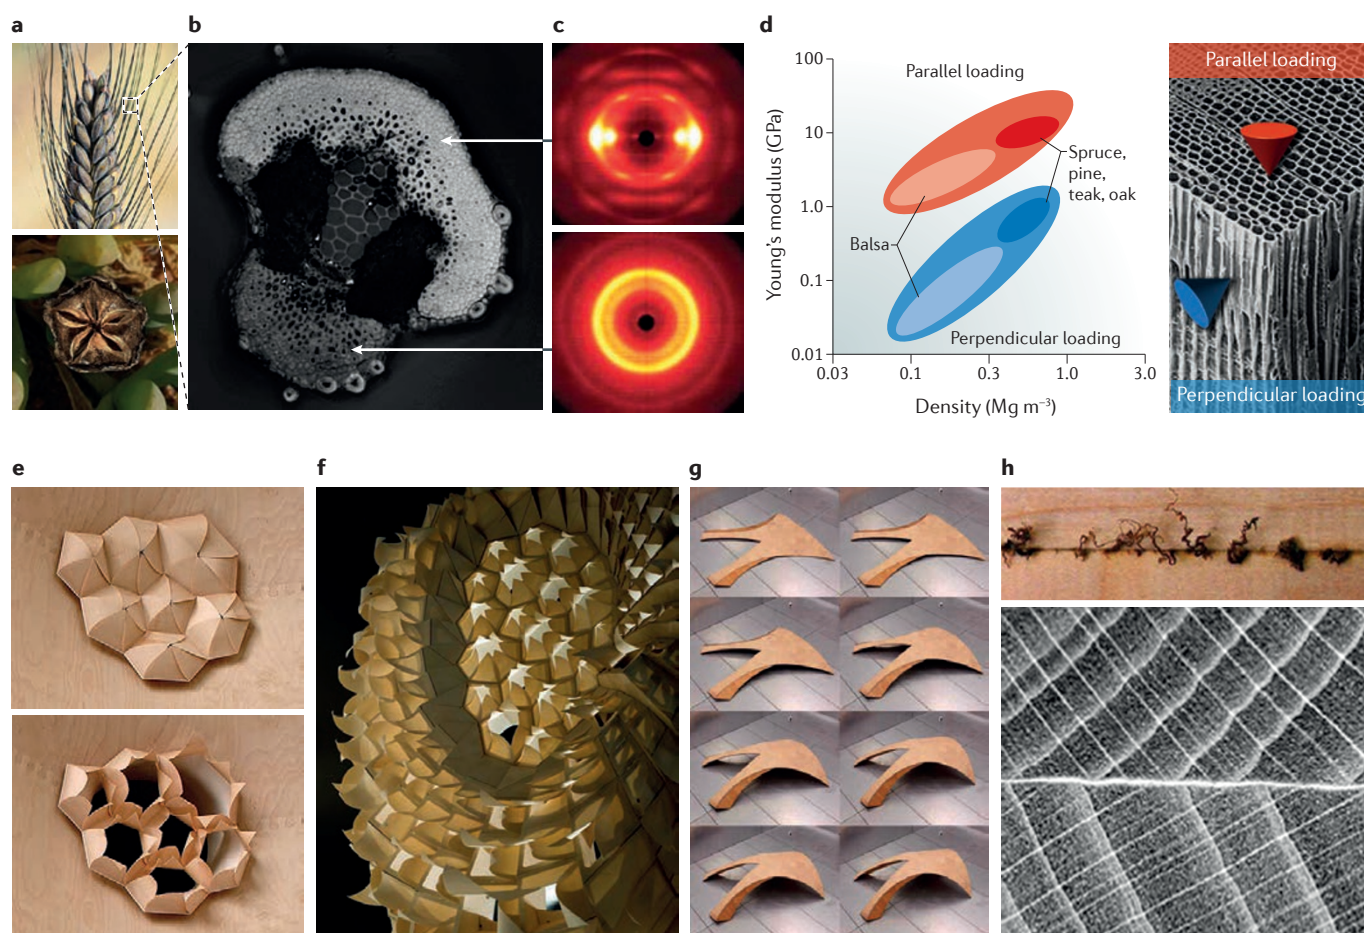 a
b
c
d
100
10
1.0
0.1
0.01
Young's modulus (GPa)
Parallel loading
Spruce,
pine,
teak, oak
Balsa
Perpendicular loading
0.03
0.1
0.3
1.0
3.0
Density (Mg m⁻³)
Parallel loading
Perpendicular loading
e
f
g
h